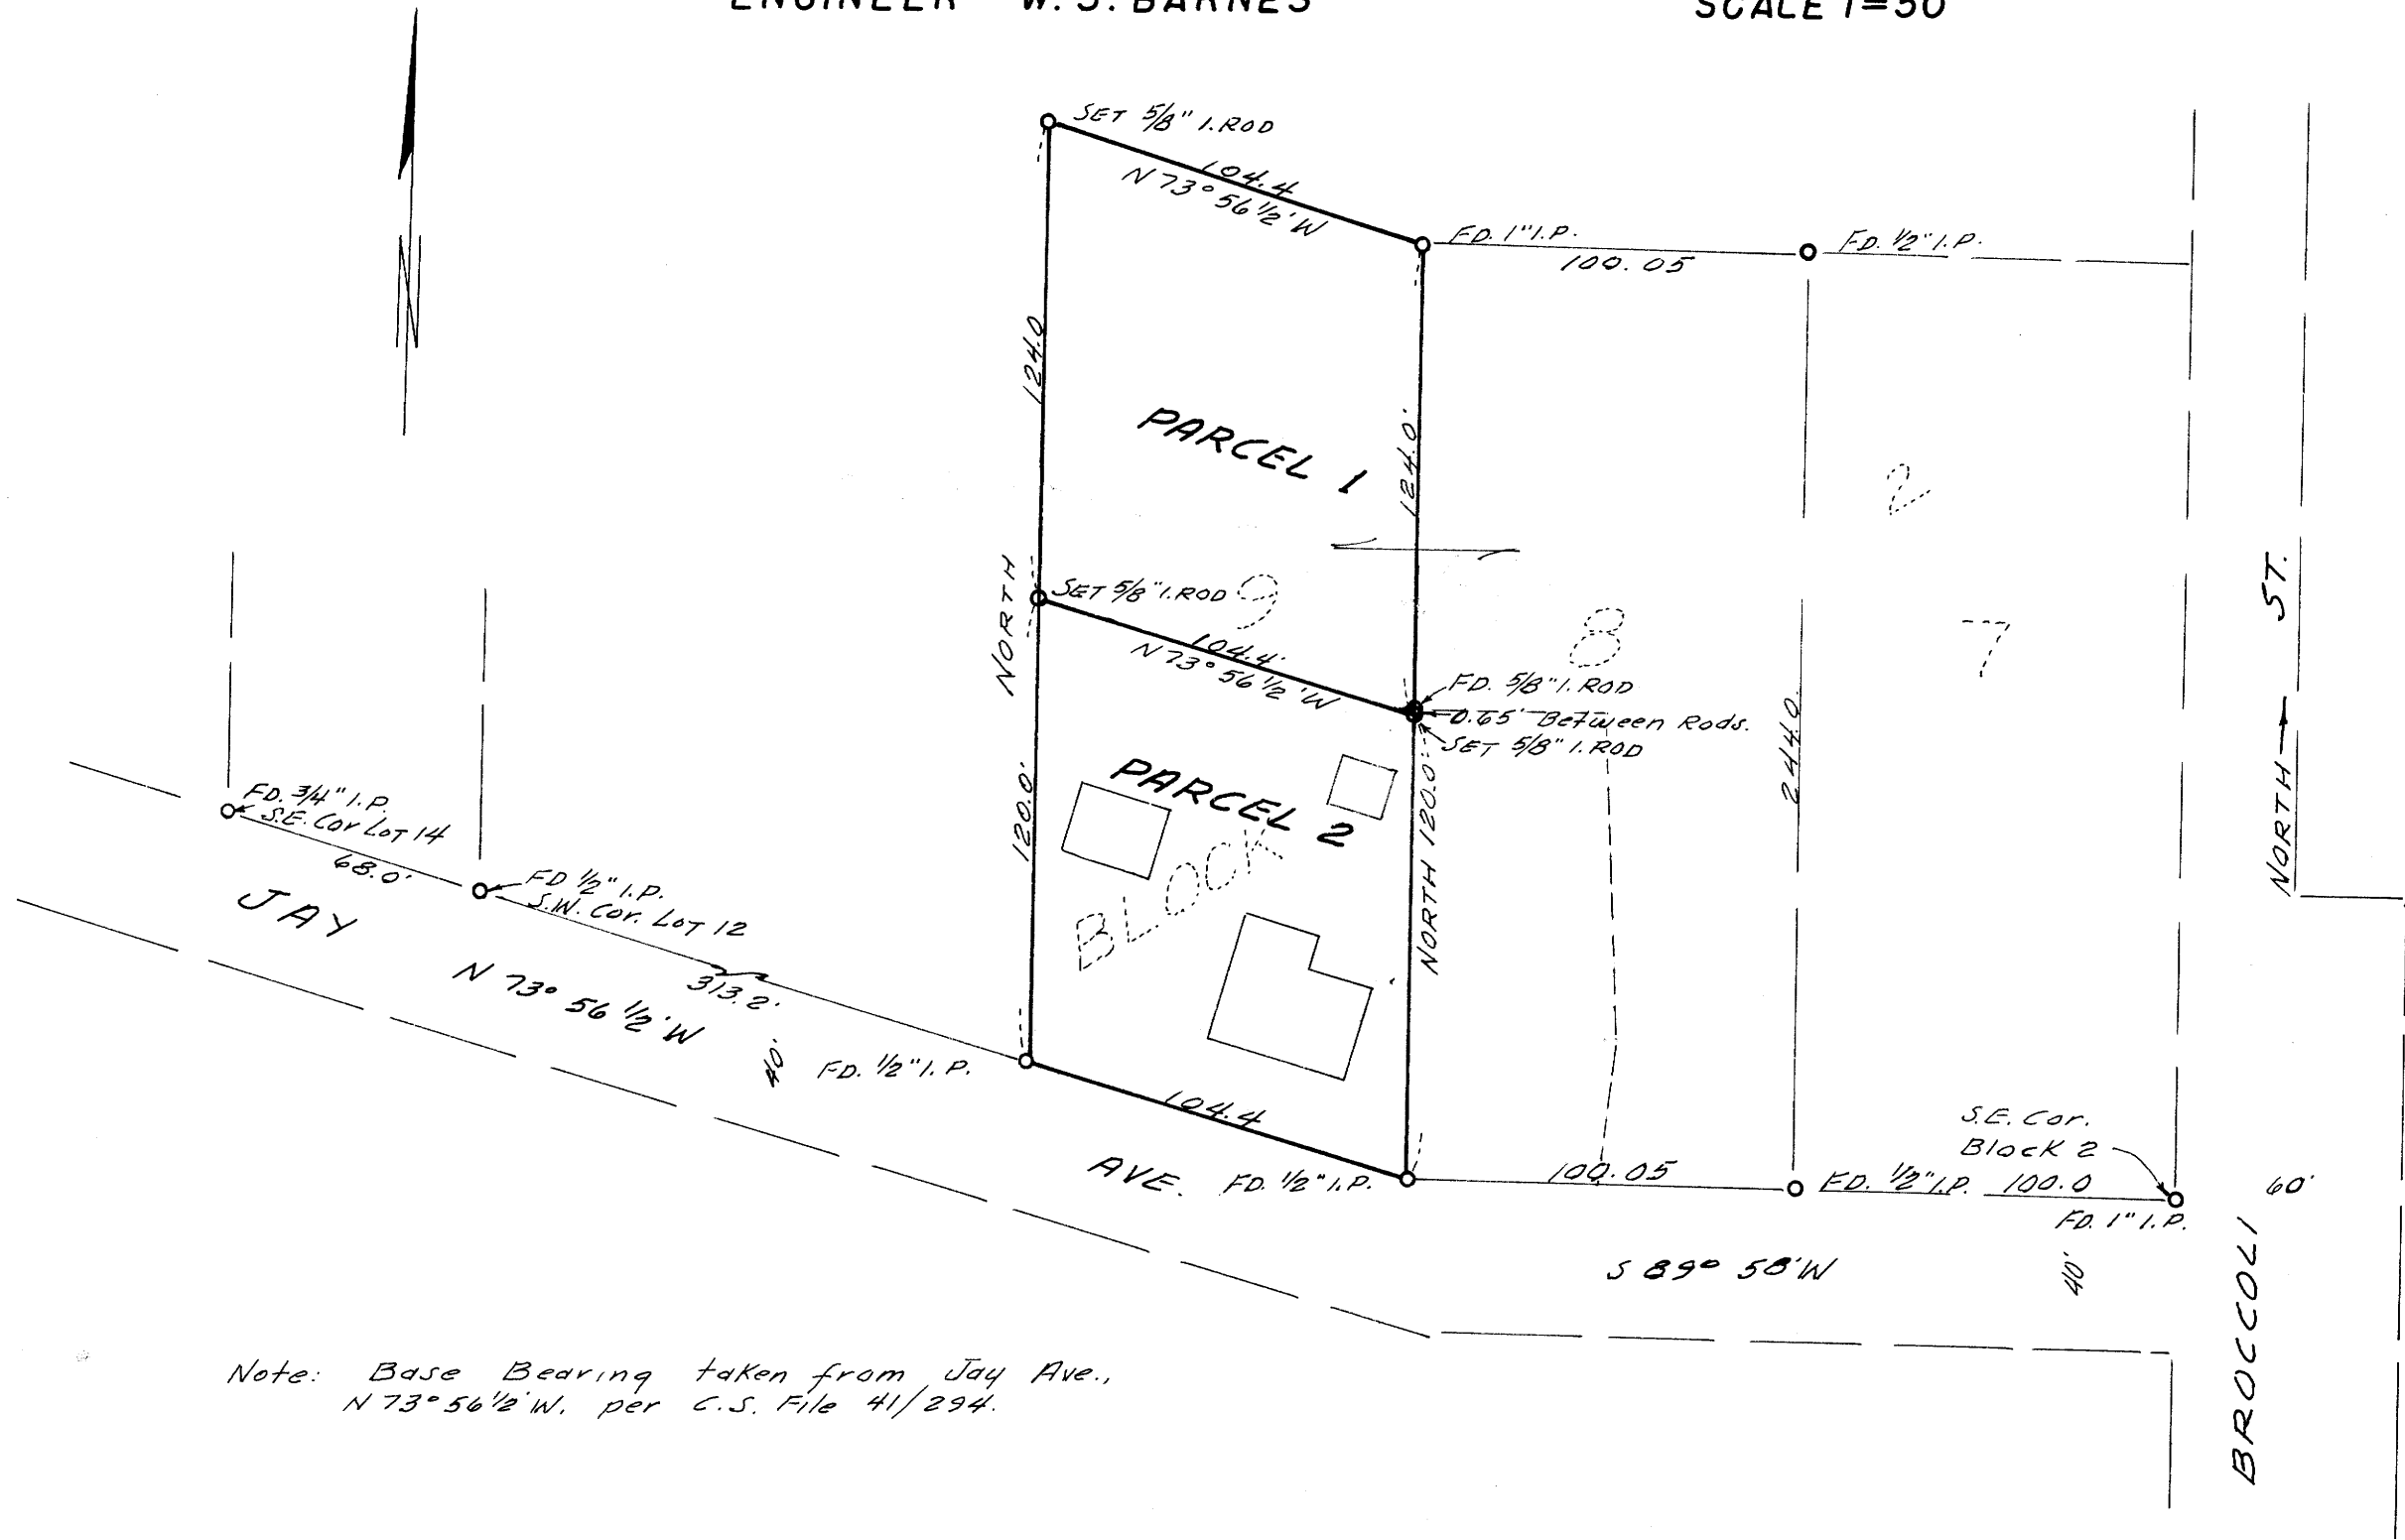 ENGINEER W. J. BARNES
SCALE 1=50
SET 5/8" I.ROD
104.4
N 73° 56 1/2' W
FD. 1" I.P.
100.05
FD. 1/2" I.P.
N
124.0
124.0'
PARCEL 1
2
NORTH
SET 5/8" I.ROD
9
104.4'
N 73° 56 1/2' W
8
7
NORTH → ST.
FD. 5/8" I. ROD
0.65' Between Rods.
SET 5/8" I. ROD
244.0
120.0'
PARCEL 2
NORTH 120.0'
BLOCK
FD. 3/4" I.P.
S.E. Cor Lot 14
68.0'
JAY
FD 1/2" I.P.
S.W. Cor. Lot 12
313.2'
N 73° 56 1/2' W
40'
FD. 1/2" I. P.
104.4
AVE.
FD. 1/2" I.P.
100.05
FD. 1/2" I.P.
100.0
S.E. Cor.
Block 2
FD. 1" I.P.
60'
S 89° 58' W
40'
BROCCOLI
Note: Base Bearing taken from Jay Ave.,
N 73° 56 1/2' W. per C.S. File 41/294.